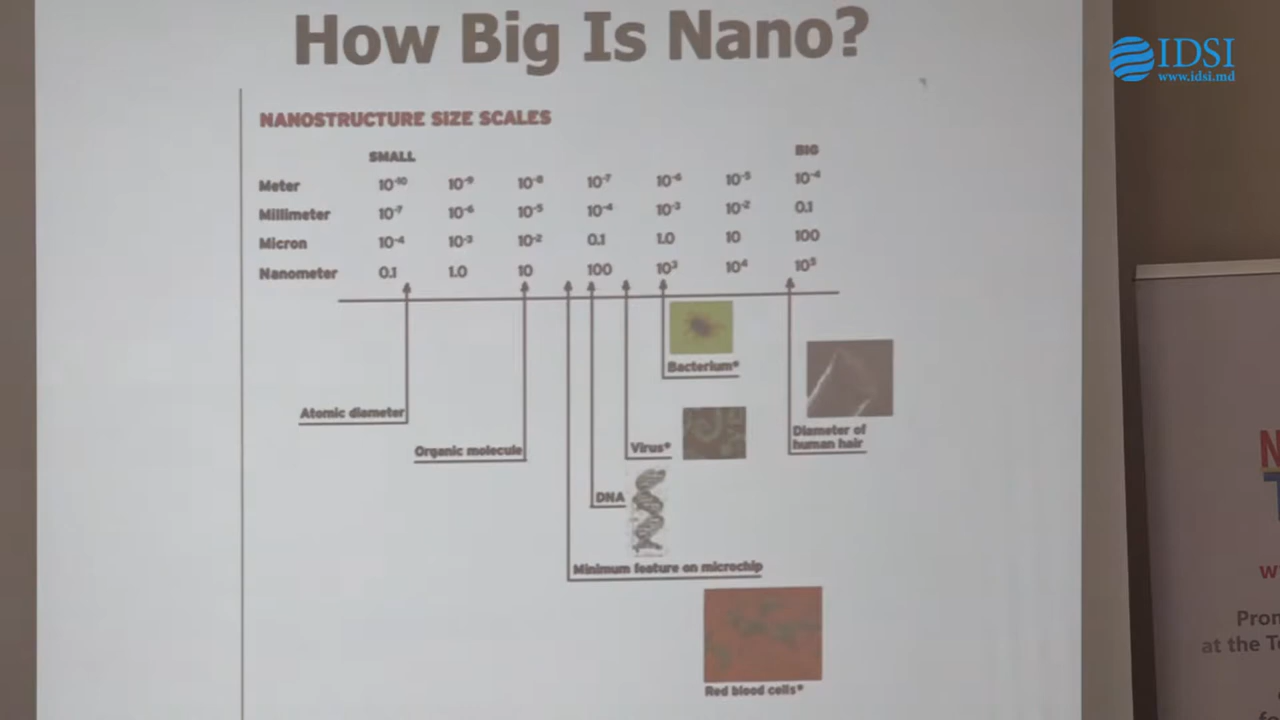 How Big Is Nano?
IDSI
www.idsi.md
NANOSTRUCTURE SIZE SCALES
SMALL BIG
Meter 10⁻¹⁰ 10⁻⁹ 10⁻⁸ 10⁻⁷ 10⁻⁶ 10⁻⁵ 10⁻⁴
Millimeter 10⁻⁷ 10⁻⁶ 10⁻⁵ 10⁻⁴ 10⁻³ 10⁻² 0.1
Micron 10⁻⁴ 10⁻³ 10⁻² 0.1 1.0 10 100
Nanometer 0.1 1.0 10 100 10³ 10⁴ 10⁵
Bacterium*
Atomic diameter
Diameter of
human hair
Organic molecule
Virus*
DNA
Minimum feature on microchip
Red blood cells*
at the